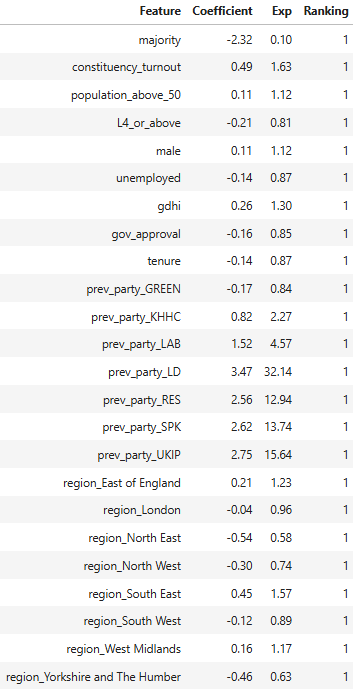 Feature Coefficient Exp Ranking
majority -2.32 0.10 1
constituency_turnout 0.49 1.63 1
population_above_50 0.11 1.12 1
L4_or_above -0.21 0.81 1
male 0.11 1.12 1
unemployed -0.14 0.87 1
gdhi 0.26 1.30 1
gov_approval -0.16 0.85 1
tenure -0.14 0.87 1
prev_party_GREEN -0.17 0.84 1
prev_party_KHHC 0.82 2.27 1
prev_party_LAB 1.52 4.57 1
prev_party_LD 3.47 32.14 1
prev_party_RES 2.56 12.94 1
prev_party_SPK 2.62 13.74 1
prev_party_UKIP 2.75 15.64 1
region_East of England 0.21 1.23 1
region_London -0.04 0.96 1
region_North East -0.54 0.58 1
region_North West -0.30 0.74 1
region_South East 0.45 1.57 1
region_South West -0.12 0.89 1
region_West Midlands 0.16 1.17 1
region_Yorkshire and The Humber -0.46 0.63 1